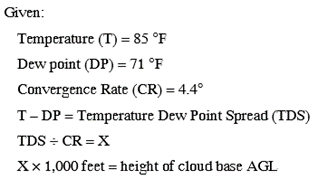 Given:
Temperature (T) = 85 °F
Dew point (DP) = 71 °F
Convergence Rate (CR) = 4.4°
T – DP = Temperature Dew Point Spread (TDS)
TDS ÷ CR = X
X × 1,000 feet = height of cloud base AGL